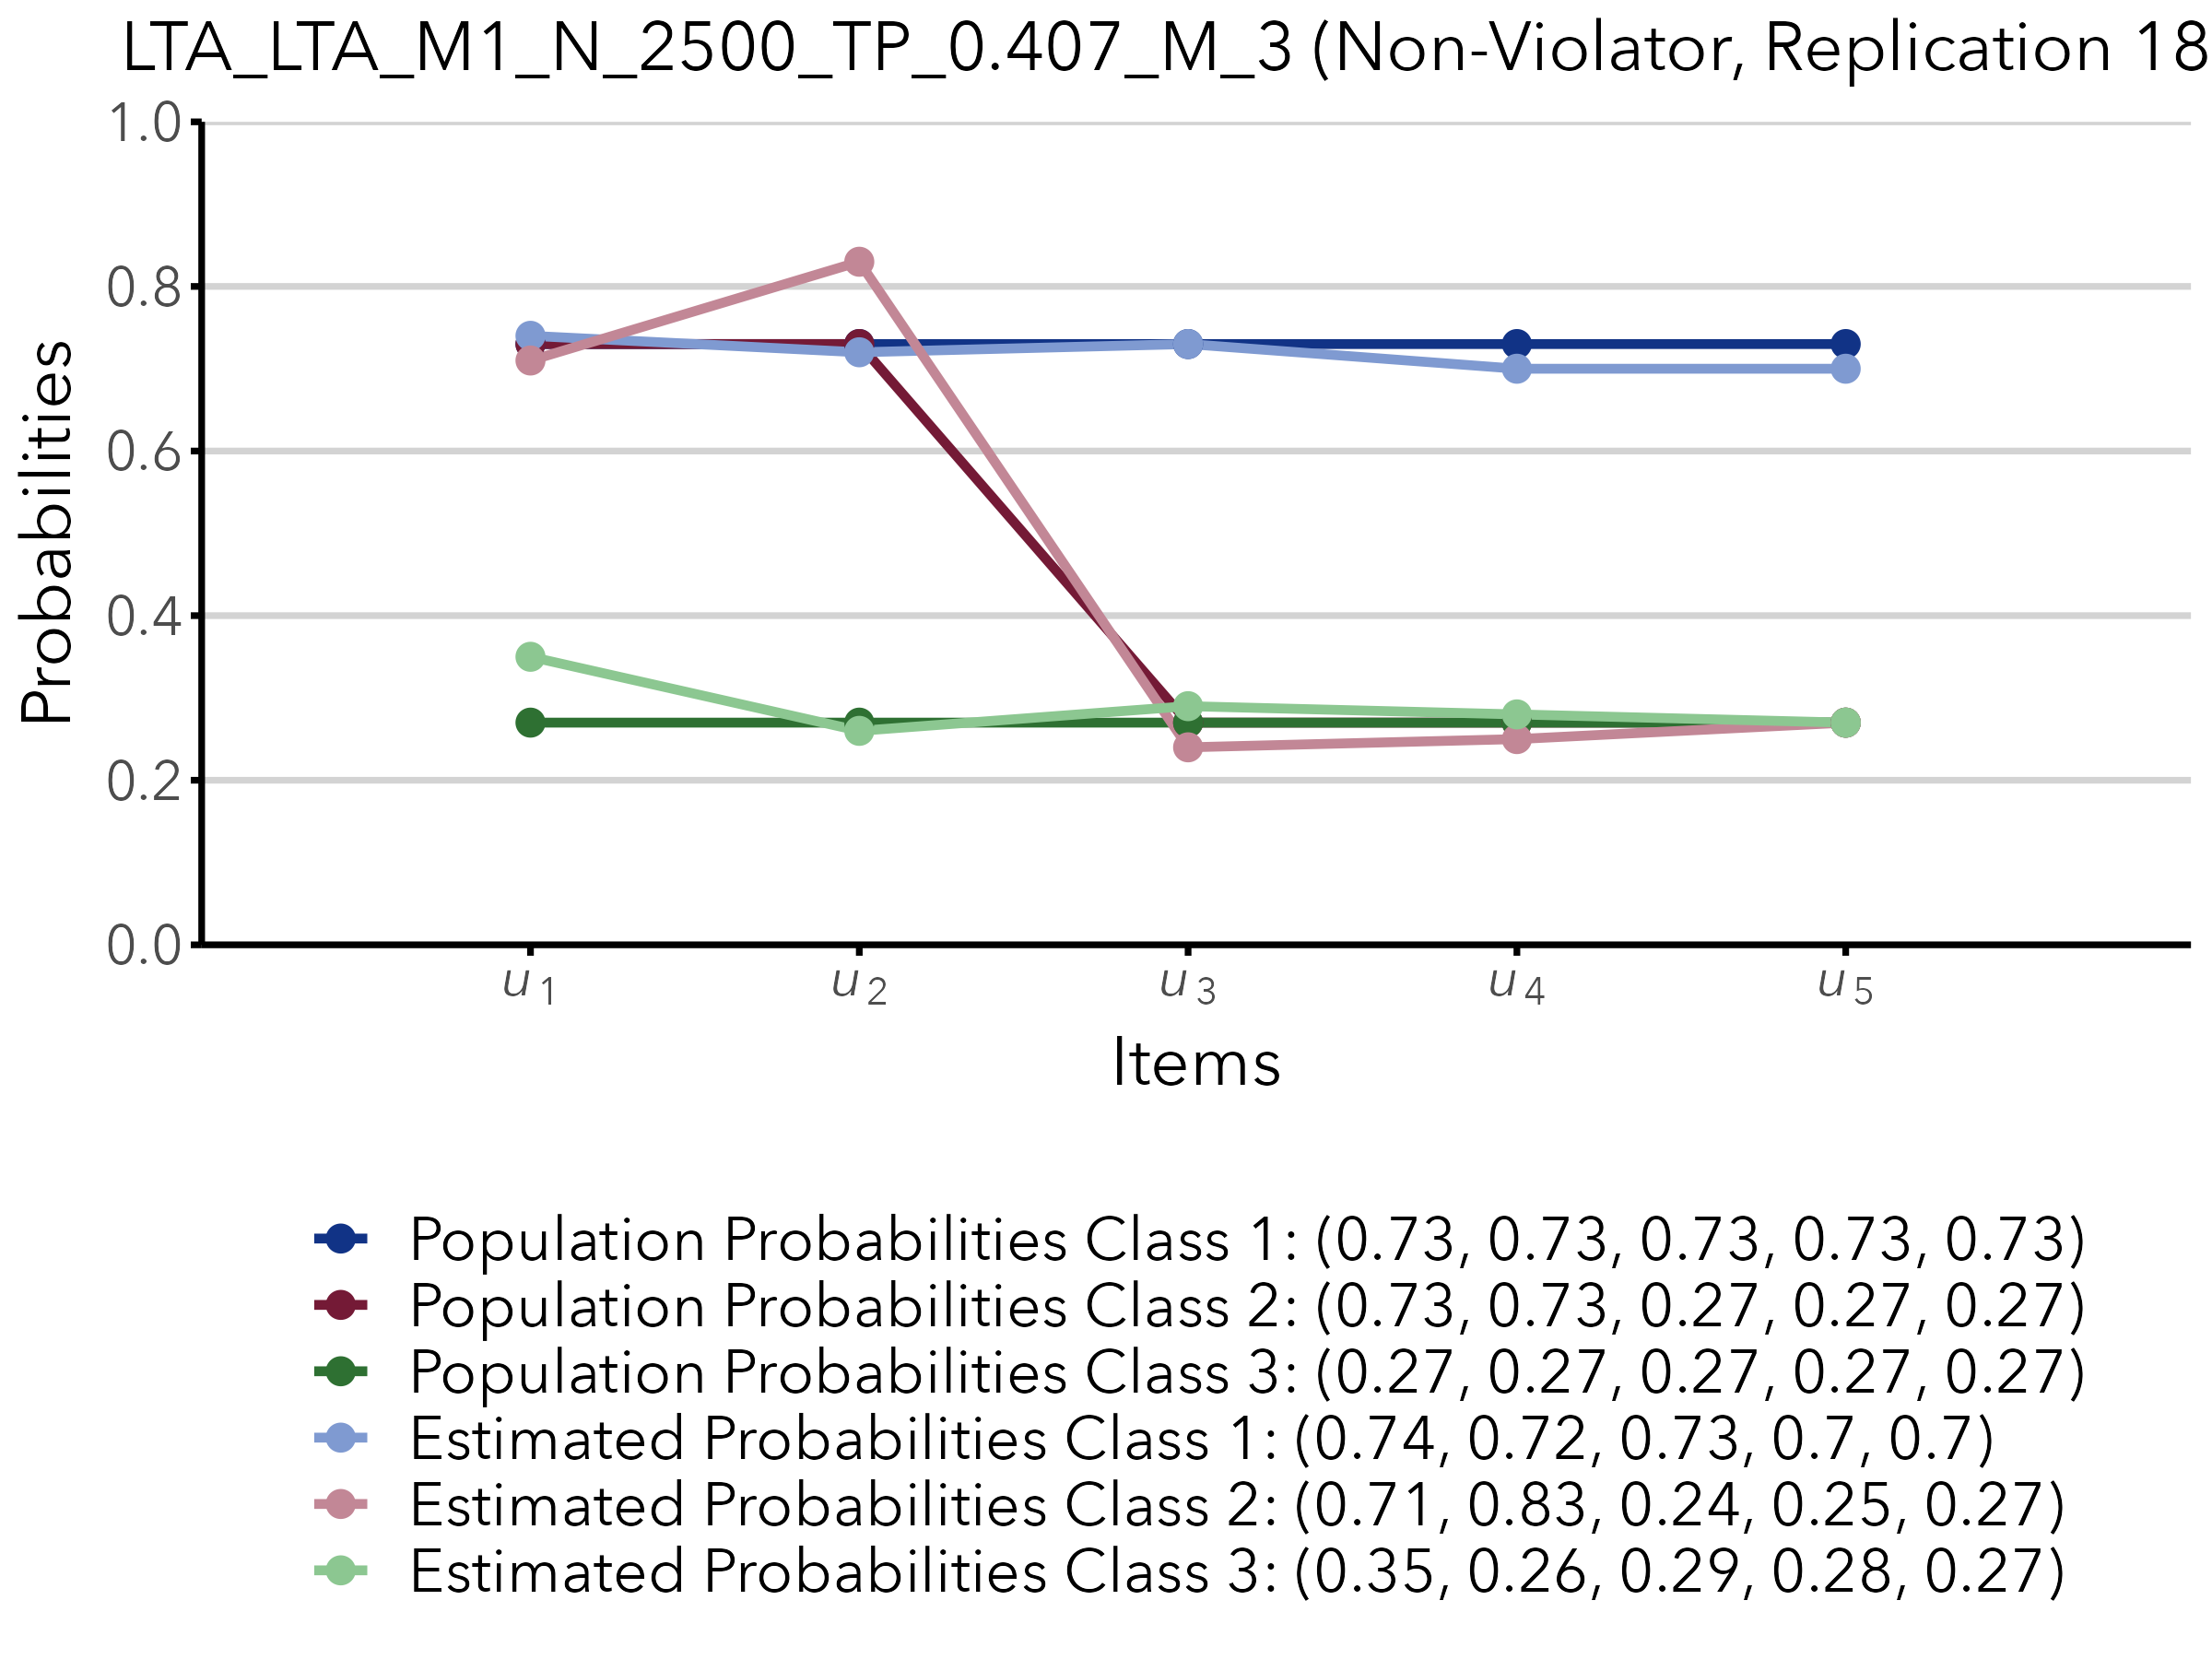 LTA_LTA_M1_N_2500_TP_0.407_M_3 (Non-Violator, Replication 18
1.0
0.8
0.6
0.4
0.2
0.0
Probabilities
u1
u2
u3
u4
u5
Items
Population Probabilities Class 1: (0.73, 0.73, 0.73, 0.73, 0.73)
Population Probabilities Class 2: (0.73, 0.73, 0.27, 0.27, 0.27)
Population Probabilities Class 3: (0.27, 0.27, 0.27, 0.27, 0.27)
Estimated Probabilities Class 1: (0.74, 0.72, 0.73, 0.7, 0.7)
Estimated Probabilities Class 2: (0.71, 0.83, 0.24, 0.25, 0.27)
Estimated Probabilities Class 3: (0.35, 0.26, 0.29, 0.28, 0.27)